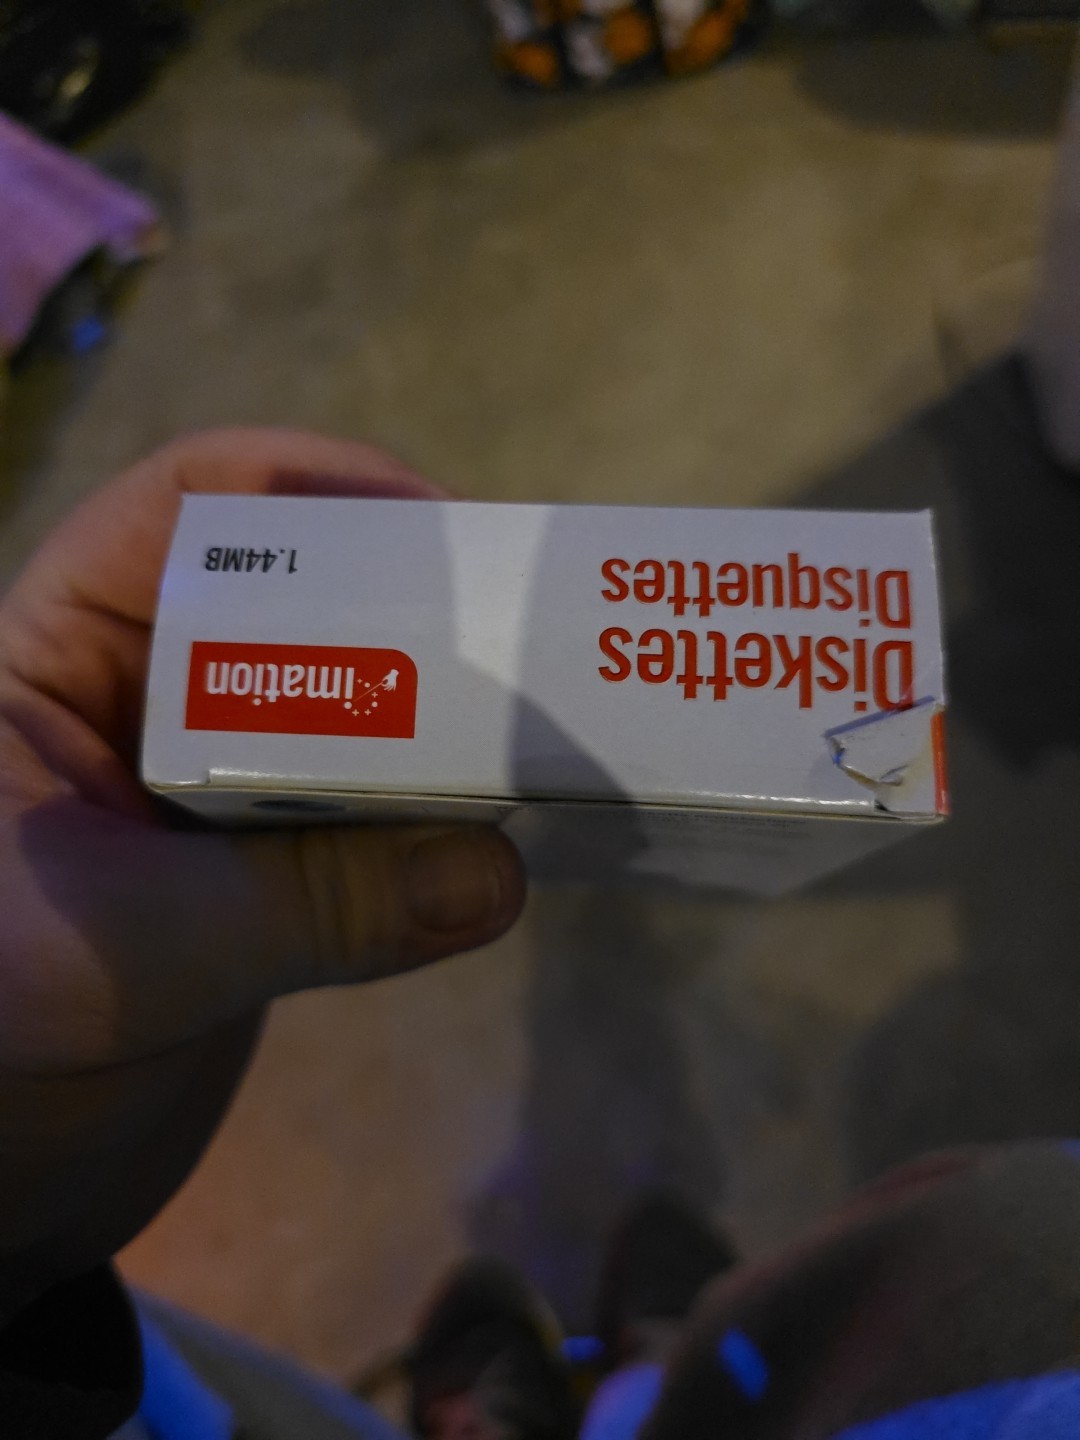 Diskettes
Disquettes
imation
1.44MB